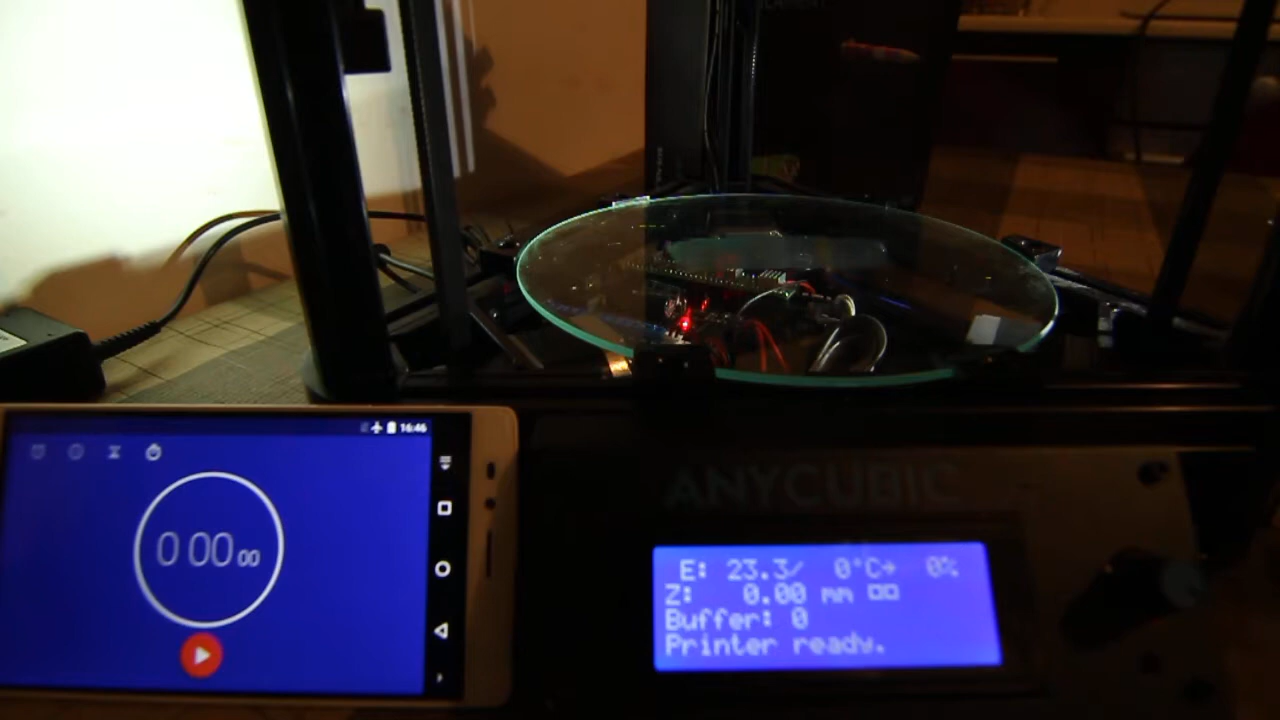 16:46
0 00 00
ANYCUBIC
E: 23.3/ 0°C→ 0%
Z: 0.00 mm
Buffer: 0
Printer ready.